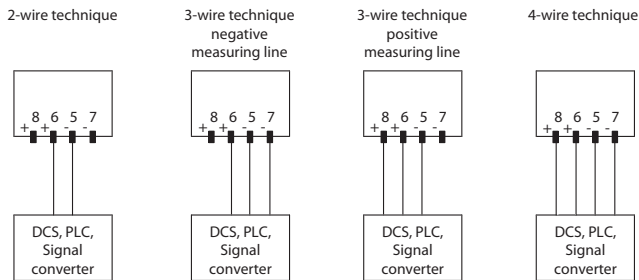 2-wire technique
3-wire technique
negative
measuring line
3-wire technique
positive
measuring line
4-wire technique
8 6 5 7
+ + - -
DCS, PLC,
Signal
converter
8 6 5 7
+ + - -
DCS, PLC,
Signal
converter
8 6 5 7
+ + - -
DCS, PLC,
Signal
converter
8 6 5 7
+ + - -
DCS, PLC,
Signal
converter